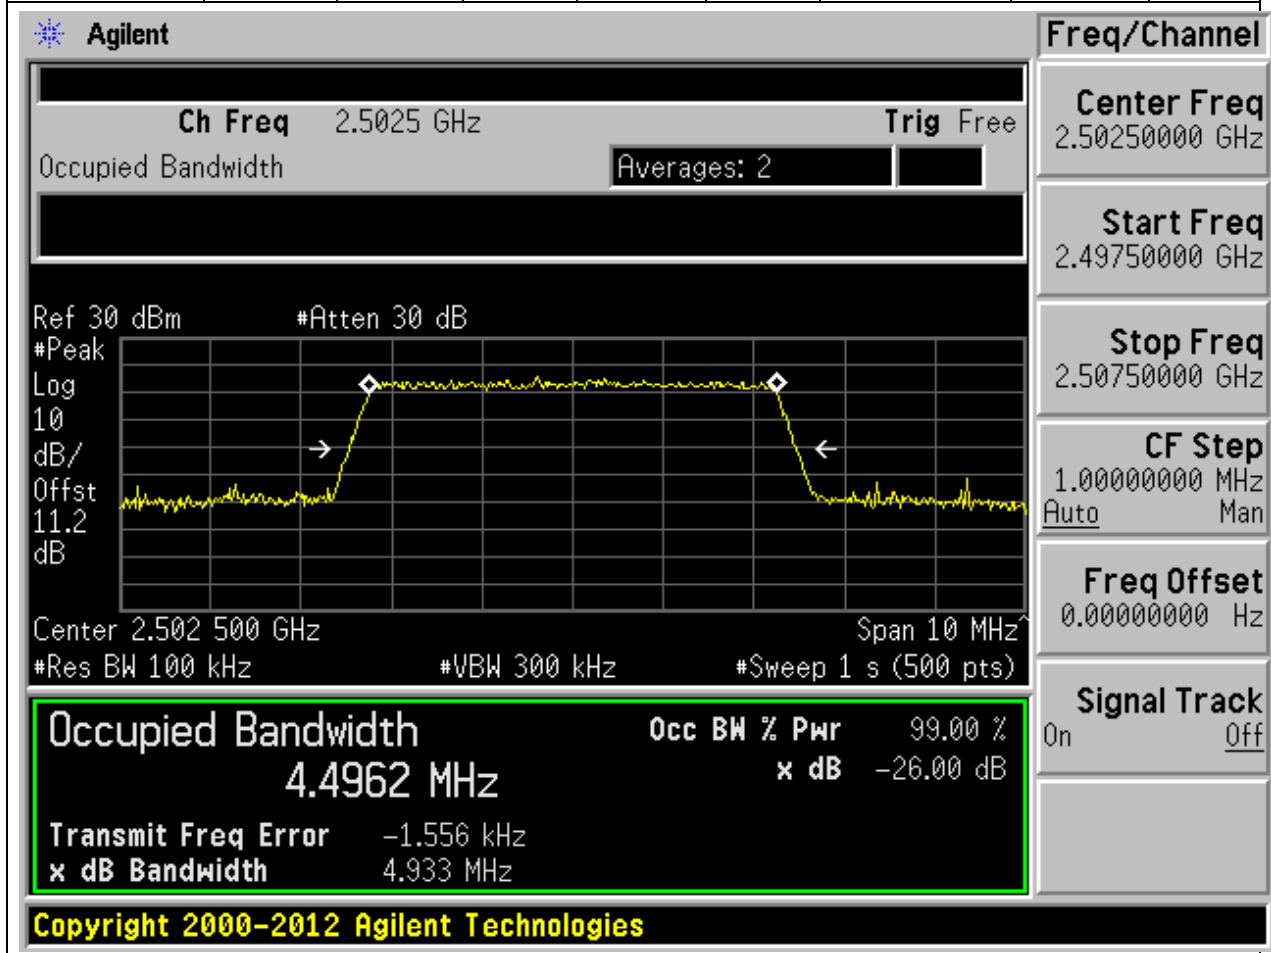 Agilent
Freq/Channel
Ch Freq 2.5025 GHz Trig Free
Occupied Bandwidth Averages: 2
Center Freq
2.50250000 GHz
Start Freq
2.49750000 GHz
Stop Freq
2.50750000 GHz
CF Step
1.00000000 MHz
Auto Man
Freq Offset
0.00000000 Hz
Signal Track
On Off
Ref 30 dBm #Atten 30 dB
#Peak
Log
10
dB/
Offst
11.2
dB
Center 2.502 500 GHz Span 10 MHz^
#Res BW 100 kHz #VBW 300 kHz #Sweep 1 s (500 pts)
Occupied Bandwidth Occ BW % Pwr 99.00 %
4.4962 MHz x dB -26.00 dB
Transmit Freq Error -1.556 kHz
x dB Bandwidth 4.933 MHz
Copyright 2000-2012 Agilent Technologies